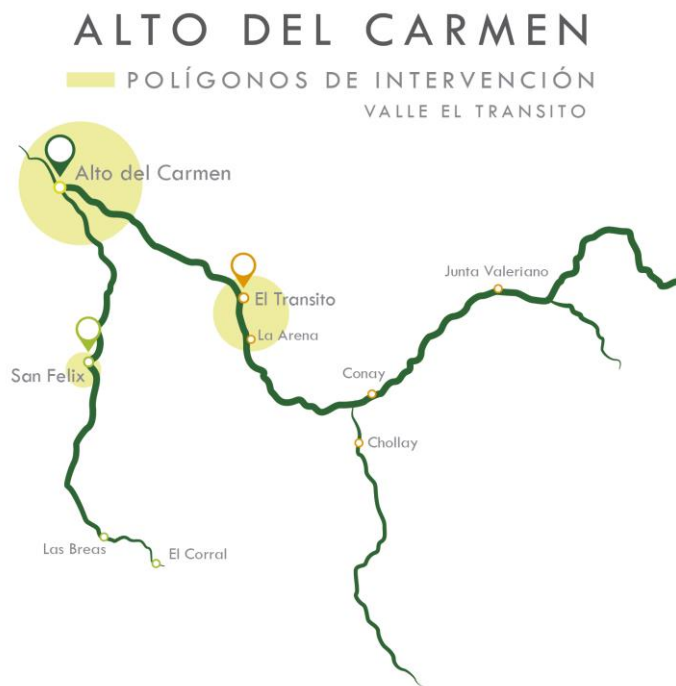 ALTO DEL CARMEN
POLÍGONOS DE INTERVENCIÓN
VALLE EL TRANSITO
Alto del Carmen
Junta Valeriano
El Transito
La Arena
San Felix
Conay
Chollay
Las Breas
El Corral